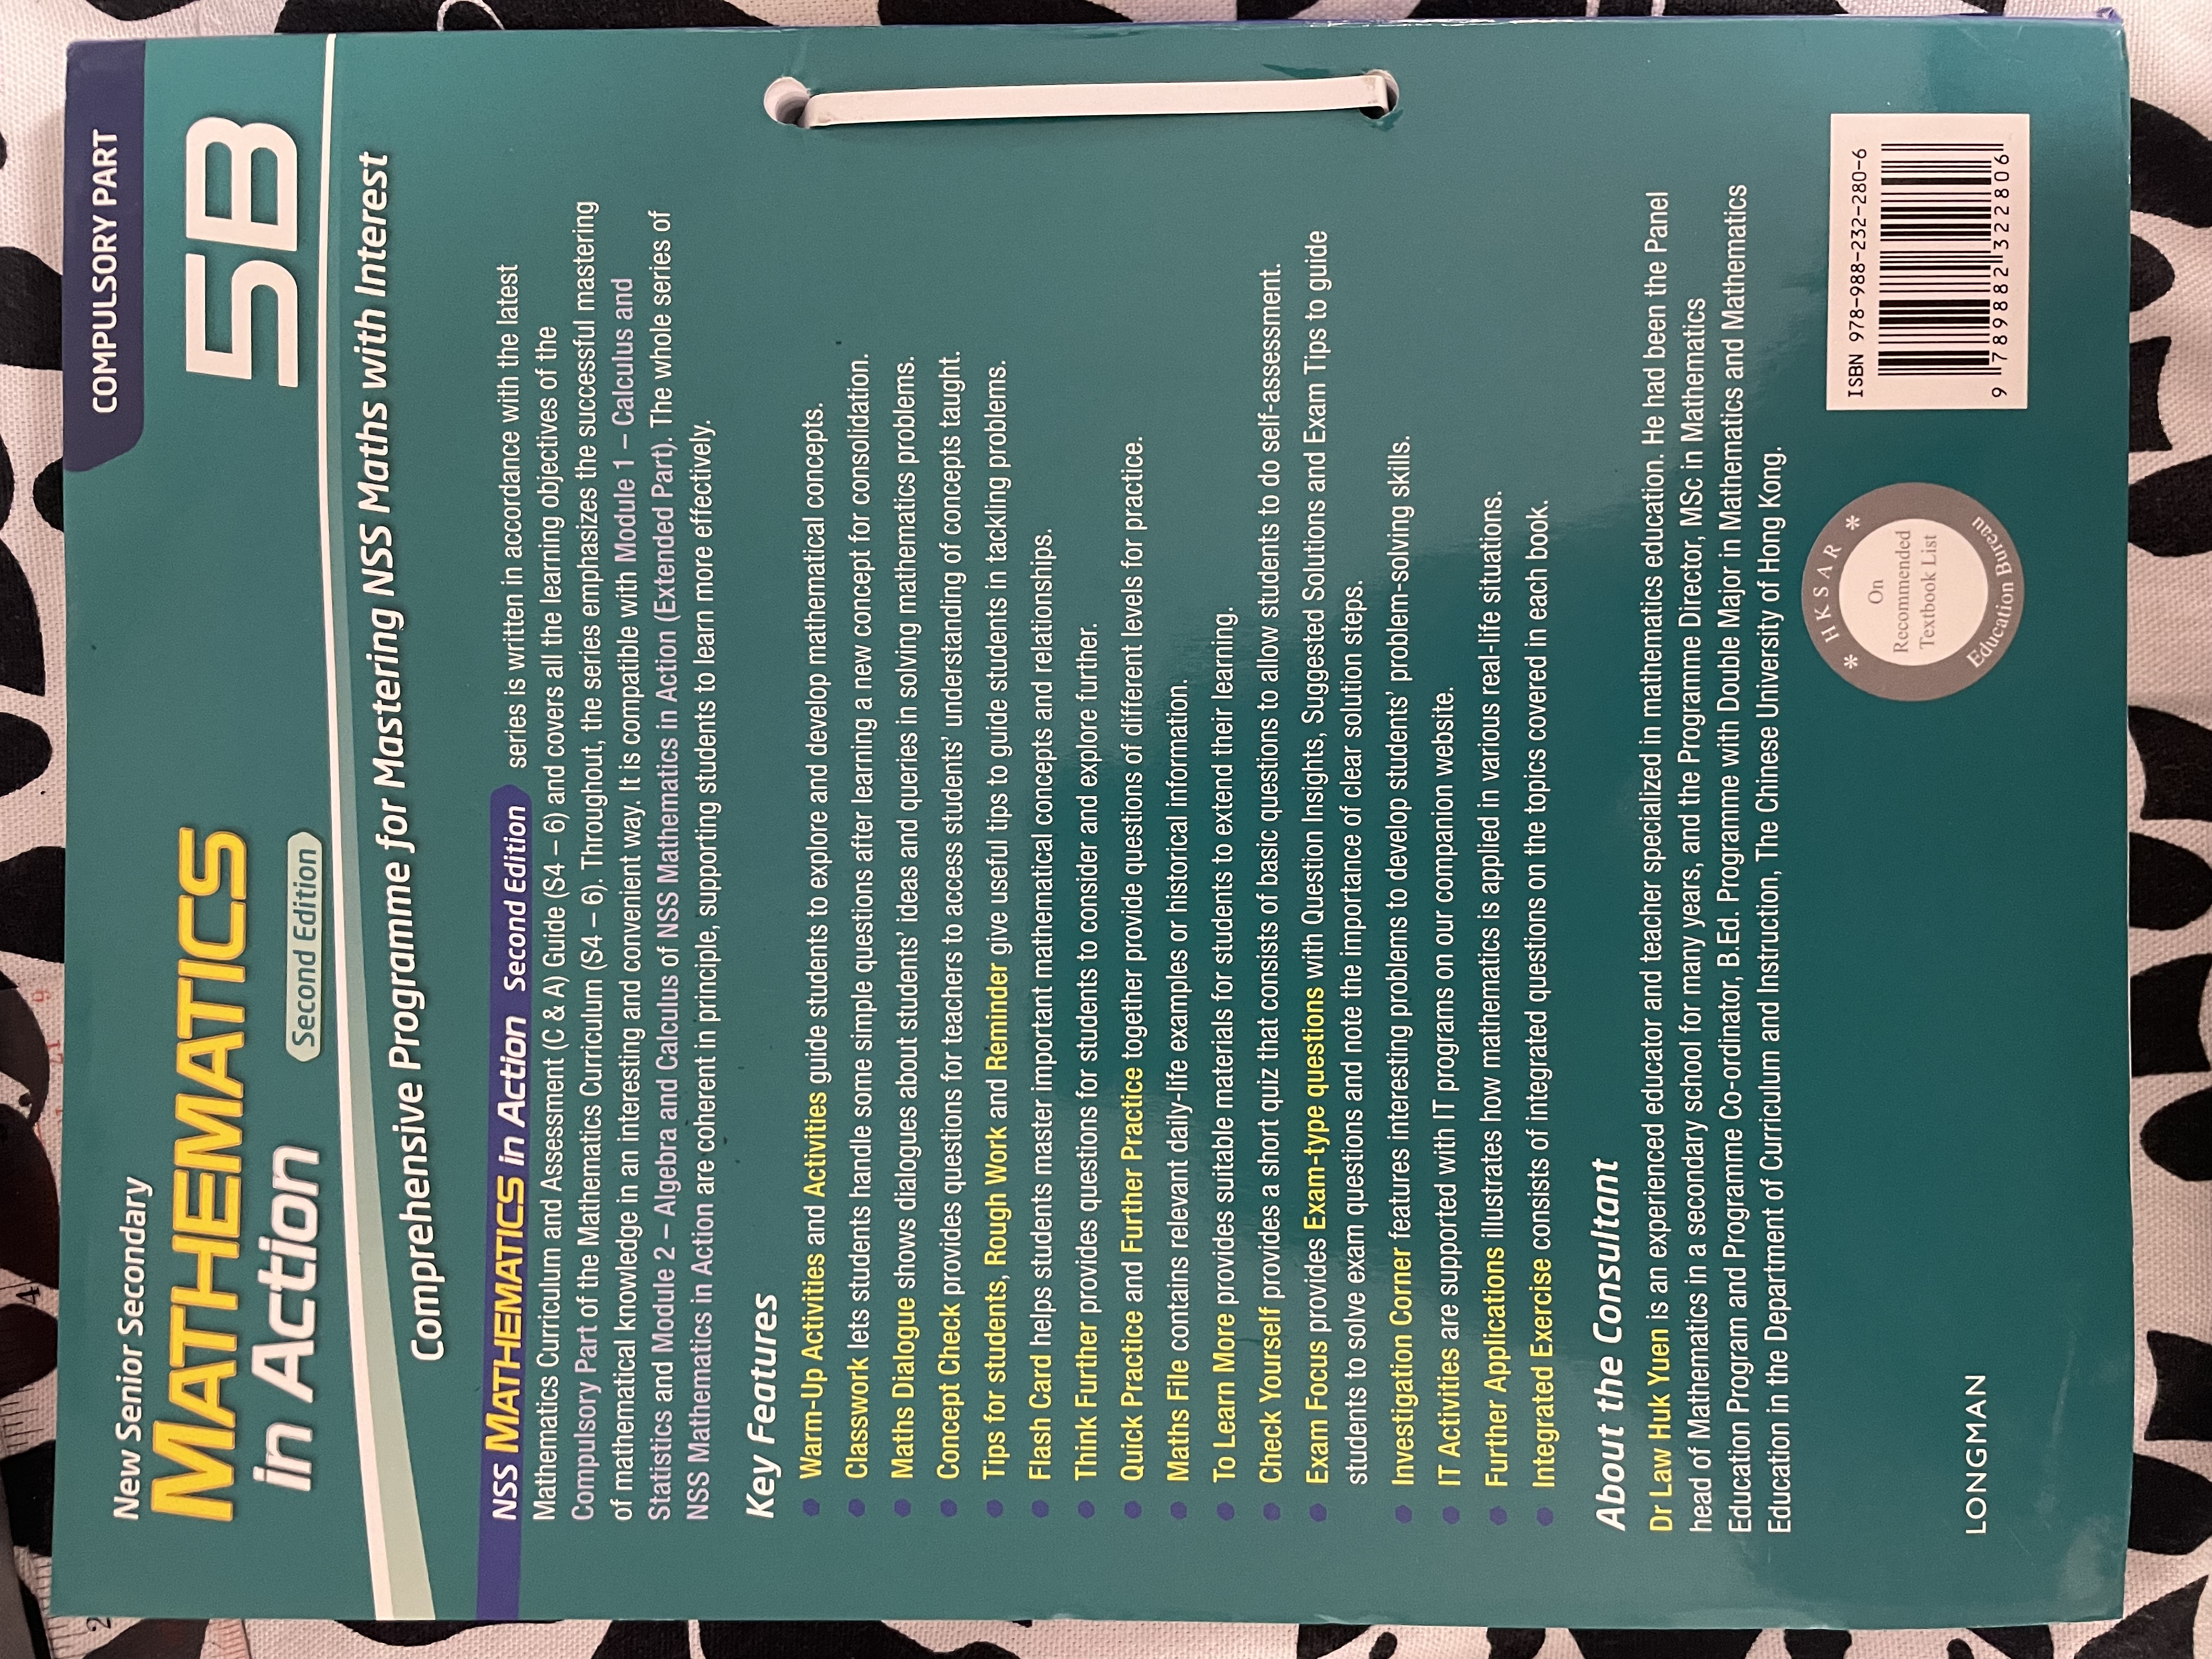 4
2
New Senior Secondary
MATHEMATICS
in Action
Second Edition
COMPULSORY PART
5B
Comprehensive Programme for Mastering NSS Maths with Interest
NSS MATHEMATICS in Action Second Edition series is written in accordance with the latest
Mathematics Curriculum and Assessment (C & A) Guide (S4 – 6) and covers all the learning objectives of the
Compulsory Part of the Mathematics Curriculum (S4 – 6). Throughout, the series emphasizes the successful mastering
of mathematical knowledge in an interesting and convenient way. It is compatible with Module 1 – Calculus and
Statistics and Module 2 – Algebra and Calculus of NSS Mathematics in Action (Extended Part). The whole series of
NSS Mathematics in Action are coherent in principle, supporting students to learn more effectively.
Key Features
Warm-Up Activities and Activities guide students to explore and develop mathematical concepts.
Classwork lets students handle some simple questions after learning a new concept for consolidation.
Maths Dialogue shows dialogues about students' ideas and queries in solving mathematics problems.
Concept Check provides questions for teachers to access students' understanding of concepts taught.
Tips for students, Rough Work and Reminder give useful tips to guide students in tackling problems.
Flash Card helps students master important mathematical concepts and relationships.
Think Further provides questions for students to consider and explore further.
Quick Practice and Further Practice together provide questions of different levels for practice.
Maths File contains relevant daily-life examples or historical information.
To Learn More provides suitable materials for students to extend their learning.
Check Yourself provides a short quiz that consists of basic questions to allow students to do self-assessment.
Exam Focus provides Exam-type questions with Question Insights, Suggested Solutions and Exam Tips to guide
students to solve exam questions and note the importance of clear solution steps.
Investigation Corner features interesting problems to develop students' problem-solving skills.
IT Activities are supported with IT programs on our companion website.
Further Applications illustrates how mathematics is applied in various real-life situations.
Integrated Exercise consists of integrated questions on the topics covered in each book.
About the Consultant
Dr Law Huk Yuen is an experienced educator and teacher specialized in mathematics education. He had been the Panel
head of Mathematics in a secondary school for many years, and the Programme Director, MSc in Mathematics
Education Program and Programme Co-ordinator, B.Ed. Programme with Double Major in Mathematics and Mathematics
Education in the Department of Curriculum and Instruction, The Chinese University of Hong Kong.
* HKSAR *
On
Recommended
Textbook List
Education Bureau
ISBN 978-988-232-280-6
9 789882 322806
LONGMAN